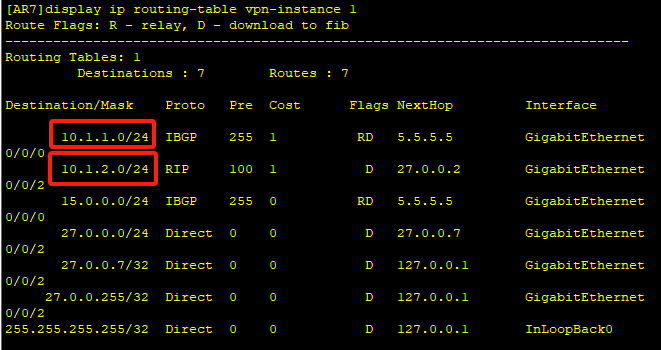 [AR7]display ip routing-table vpn-instance 1
Route Flags: R - relay, D - download to fib
------------------------------------------------------------------------------
Routing Tables: 1
         Destinations : 7        Routes : 7

Destination/Mask    Proto   Pre  Cost      Flags NextHop         Interface

       10.1.1.0/24  IBGP    255  1          RD   5.5.5.5         GigabitEthernet
0/0/0
       10.1.2.0/24  RIP     100  1           D   27.0.0.2        GigabitEthernet
0/0/2
       15.0.0.0/24  IBGP    255  0          RD   5.5.5.5         GigabitEthernet
0/0/0
       27.0.0.0/24  Direct  0    0           D   27.0.0.7        GigabitEthernet
0/0/2
       27.0.0.7/32  Direct  0    0           D   127.0.0.1       GigabitEthernet
0/0/2
     27.0.0.255/32  Direct  0    0           D   127.0.0.1       GigabitEthernet
0/0/2
255.255.255.255/32  Direct  0    0           D   127.0.0.1       InLoopBack0